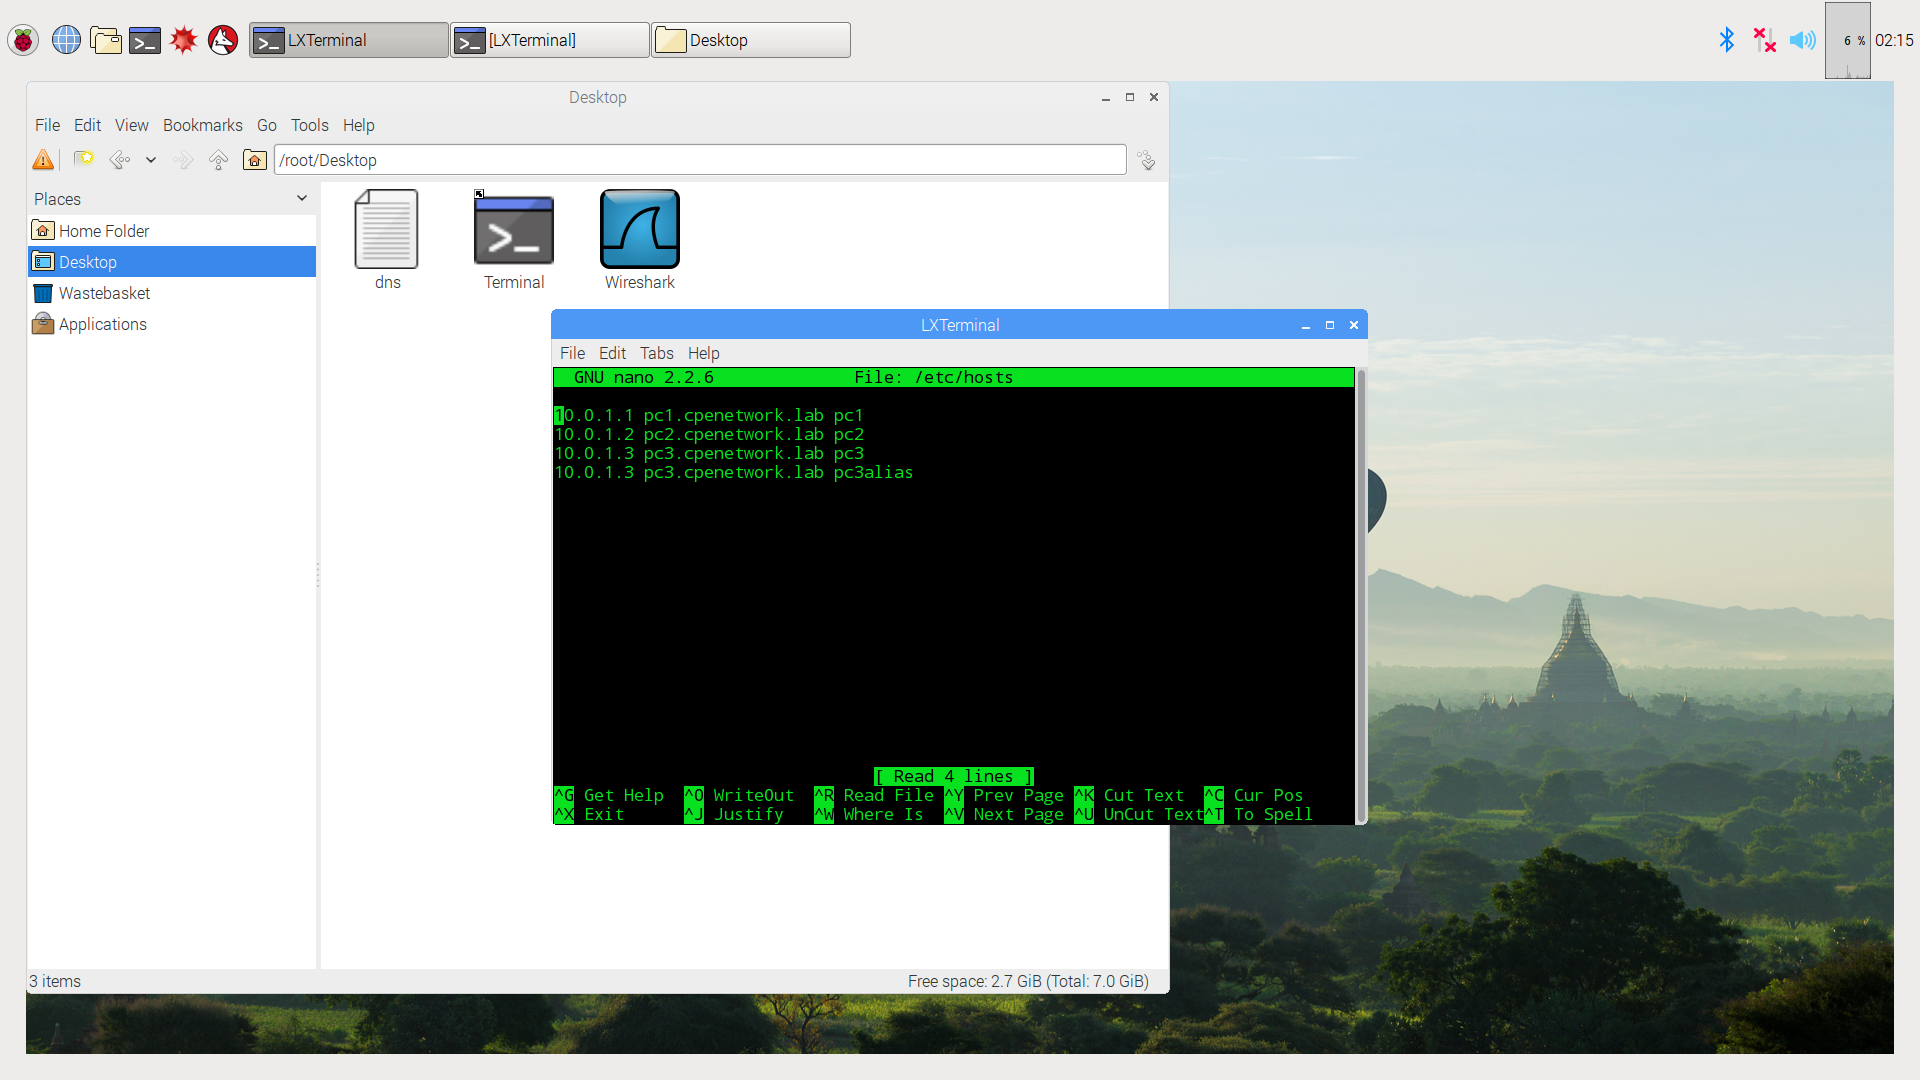 LXTerminal
[LXTerminal]
Desktop
6 %
02:15
Desktop
File Edit View Bookmarks Go Tools Help
/root/Desktop
Places
Home Folder
Desktop
Wastebasket
Applications
dns
Terminal
Wireshark
LXTerminal
File Edit Tabs Help
GNU nano 2.2.6 File: /etc/hosts
10.0.1.1 pc1.cpenetwork.lab pc1
10.0.1.2 pc2.cpenetwork.lab pc2
10.0.1.3 pc3.cpenetwork.lab pc3
10.0.1.3 pc3.cpenetwork.lab pc3alias
[ Read 4 lines ]
^G Get Help ^O WriteOut ^R Read File ^Y Prev Page ^K Cut Text ^C Cur Pos
^X Exit ^J Justify ^W Where Is ^V Next Page ^U UnCut Text ^T To Spell
3 items
Free space: 2.7 GiB (Total: 7.0 GiB)